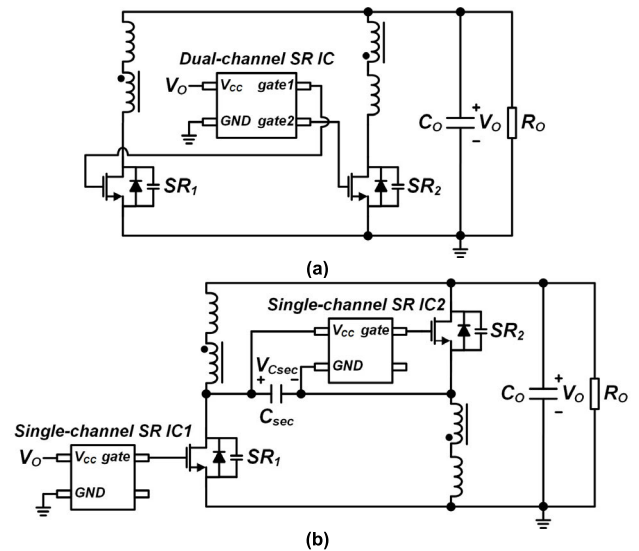 Dual-channel SR IC
VO
VCC gate1
GND gate2
SR1
SR2
CO
+
VO
−
RO
(a)
Single-channel SR IC2
VCC gate
GND
SR2
VCsec
+ −
Csec
CO
+
VO
−
RO
Single-channel SR IC1
VO
VCC gate
GND
SR1
(b)